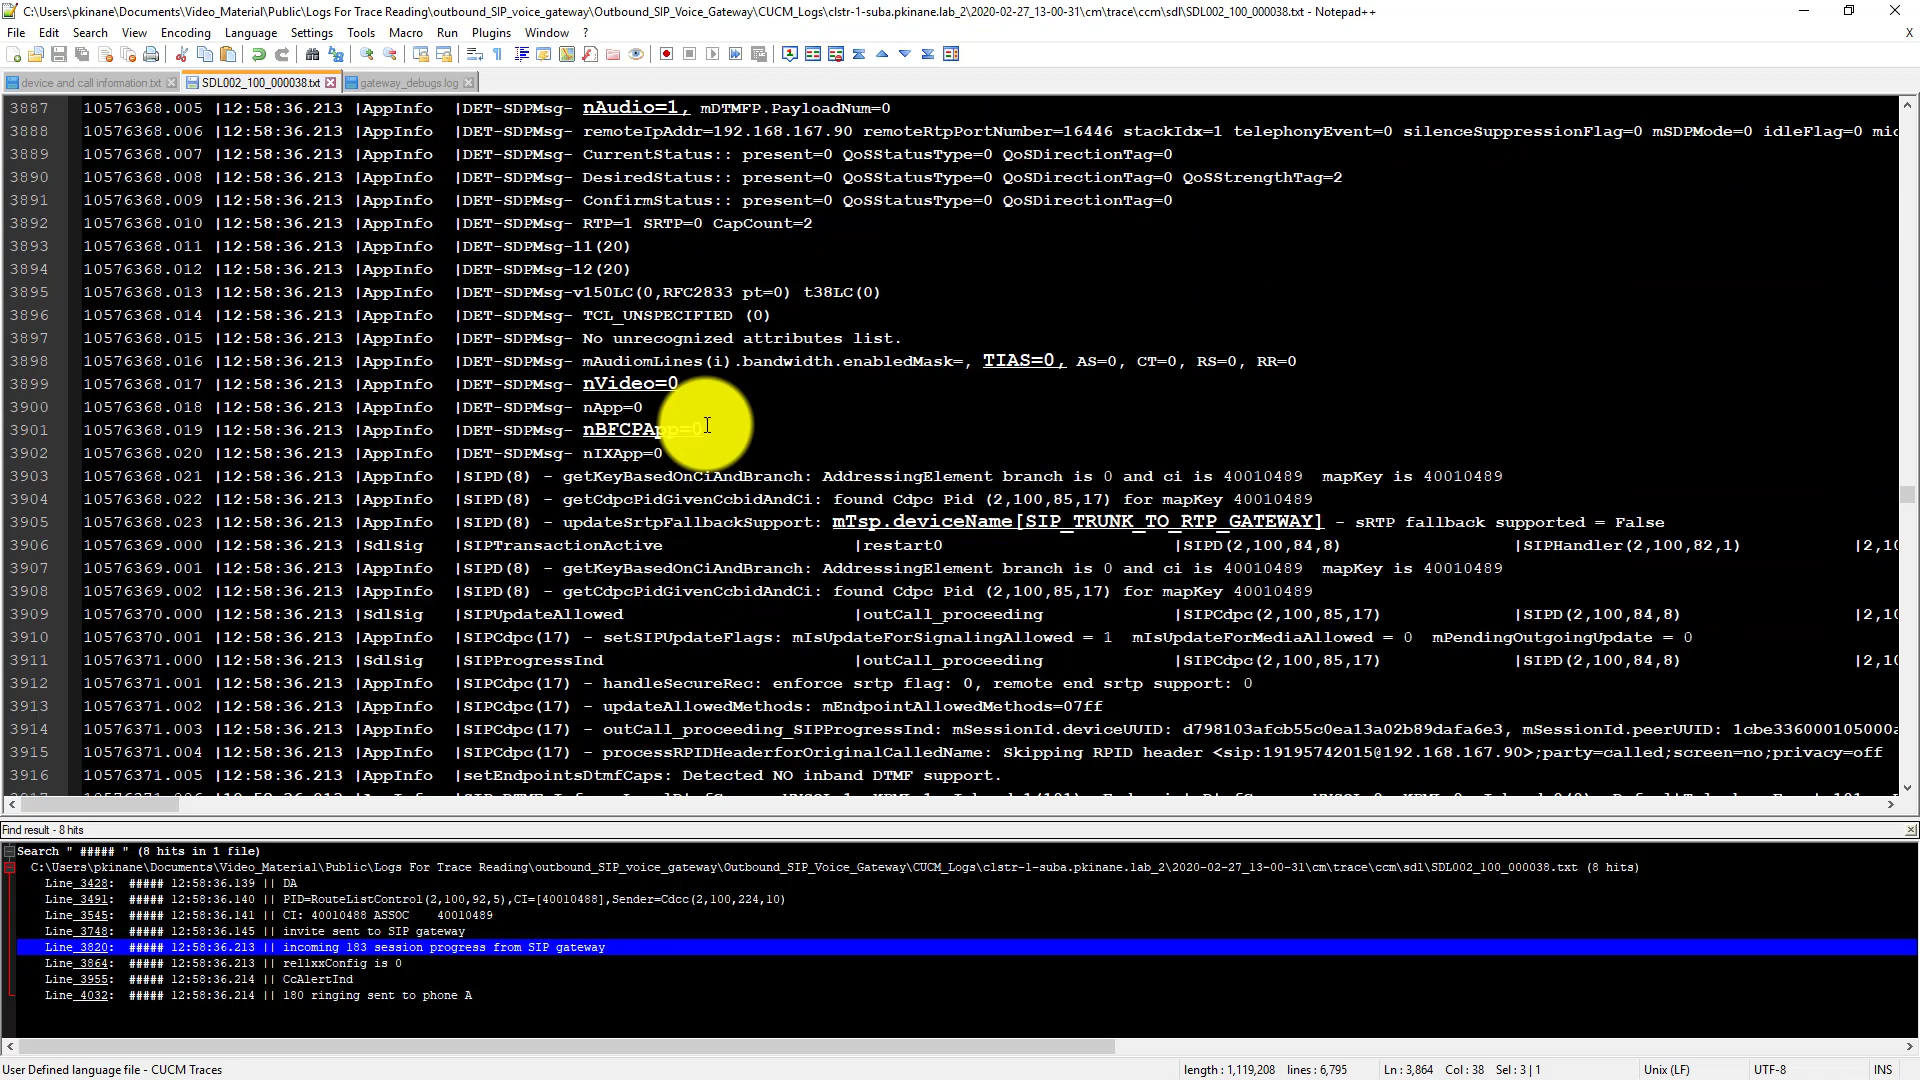 C:\Users\pkinane\Documents\Video_Material\Public\Logs For Trace Reading\outbound_SIP_voice_gateway\Outbound_SIP_Voice_Gateway\CUCM_Logs\clstr-1-suba.pkinane.lab_2\2020-02-27_13-00-31\cm\trace\ccm\sdl\SDL002_100_000038.txt - Notepad++
File Edit Search View Encoding Language Settings Tools Macro Run Plugins Window ? X
device and call information.txt SDL002_100_000038.txt gateway_debugs.log
3887 10576368.005 |12:58:36.213 |AppInfo |DET-SDPMsg- nAudio=1, mDTMFP.PayloadNum=0
3888 10576368.006 |12:58:36.213 |AppInfo |DET-SDPMsg- remoteIpAddr=192.168.167.90 remoteRtpPortNumber=16446 stackIdx=1 telephonyEvent=0 silenceSuppressionFlag=0 mSDPMode=0 idleFlag=0 mic
3889 10576368.007 |12:58:36.213 |AppInfo |DET-SDPMsg- CurrentStatus:: present=0 QoSStatusType=0 QoSDirectionTag=0
3890 10576368.008 |12:58:36.213 |AppInfo |DET-SDPMsg- DesiredStatus:: present=0 QoSStatusType=0 QoSDirectionTag=0 QoSStrengthTag=2
3891 10576368.009 |12:58:36.213 |AppInfo |DET-SDPMsg- ConfirmStatus:: present=0 QoSStatusType=0 QoSDirectionTag=0
3892 10576368.010 |12:58:36.213 |AppInfo |DET-SDPMsg- RTP=1 SRTP=0 CapCount=2
3893 10576368.011 |12:58:36.213 |AppInfo |DET-SDPMsg-11(20)
3894 10576368.012 |12:58:36.213 |AppInfo |DET-SDPMsg-12(20)
3895 10576368.013 |12:58:36.213 |AppInfo |DET-SDPMsg-v150LC(0,RFC2833 pt=0) t38LC(0)
3896 10576368.014 |12:58:36.213 |AppInfo |DET-SDPMsg- TCL_UNSPECIFIED (0)
3897 10576368.015 |12:58:36.213 |AppInfo |DET-SDPMsg- No unrecognized attributes list.
3898 10576368.016 |12:58:36.213 |AppInfo |DET-SDPMsg- mAudiomLines(i).bandwidth.enabledMask=, TIAS=0, AS=0, CT=0, RS=0, RR=0
3899 10576368.017 |12:58:36.213 |AppInfo |DET-SDPMsg- nVideo=0
3900 10576368.018 |12:58:36.213 |AppInfo |DET-SDPMsg- nApp=0
3901 10576368.019 |12:58:36.213 |AppInfo |DET-SDPMsg- nBFCPApp=0
3902 10576368.020 |12:58:36.213 |AppInfo |DET-SDPMsg- nIXApp=0
3903 10576368.021 |12:58:36.213 |AppInfo |SIPD(8) - getKeyBasedOnCiAndBranch: AddressingElement branch is 0 and ci is 40010489 mapKey is 40010489
3904 10576368.022 |12:58:36.213 |AppInfo |SIPD(8) - getCdpcPidGivenCcbidAndCi: found Cdpc Pid (2,100,85,17) for mapKey 40010489
3905 10576368.023 |12:58:36.213 |AppInfo |SIPD(8) - updateSrtpFallbackSupport: mTsp.deviceName[SIP_TRUNK_TO_RTP_GATEWAY] - sRTP fallback supported = False
3906 10576369.000 |12:58:36.213 |SdlSig |SIPTransactionActive |restart0 |SIPD(2,100,84,8) |SIPHandler(2,100,82,1) |2,10
3907 10576369.001 |12:58:36.213 |AppInfo |SIPD(8) - getKeyBasedOnCiAndBranch: AddressingElement branch is 0 and ci is 40010489 mapKey is 40010489
3908 10576369.002 |12:58:36.213 |AppInfo |SIPD(8) - getCdpcPidGivenCcbidAndCi: found Cdpc Pid (2,100,85,17) for mapKey 40010489
3909 10576370.000 |12:58:36.213 |SdlSig |SIPUpdateAllowed |outCall_proceeding |SIPCdpc(2,100,85,17) |SIPD(2,100,84,8) |2,10
3910 10576370.001 |12:58:36.213 |AppInfo |SIPCdpc(17) - setSIPUpdateFlags: mIsUpdateForSignalingAllowed = 1 mIsUpdateForMediaAllowed = 0 mPendingOutgoingUpdate = 0
3911 10576371.000 |12:58:36.213 |SdlSig |SIPProgressInd |outCall_proceeding |SIPCdpc(2,100,85,17) |SIPD(2,100,84,8) |2,10
3912 10576371.001 |12:58:36.213 |AppInfo |SIPCdpc(17) - handleSecureRec: enforce srtp flag: 0, remote end srtp support: 0
3913 10576371.002 |12:58:36.213 |AppInfo |SIPCdpc(17) - updateAllowedMethods: mEndpointAllowedMethods=07ff
3914 10576371.003 |12:58:36.213 |AppInfo |SIPCdpc(17) - outCall_proceeding_SIPProgressInd: mSessionId.deviceUUID: d798103afcb55c0ea13a02b89dafa6e3, mSessionId.peerUUID: 1cbe336000105000a
3915 10576371.004 |12:58:36.213 |AppInfo |SIPCdpc(17) - processRPIDHeaderforOriginalCalledName: Skipping RPID header <sip:19195742015@192.168.167.90>;party=called;screen=no;privacy=off
3916 10576371.005 |12:58:36.213 |AppInfo |setEndpointsDtmfCaps: Detected NO inband DTMF support.
Find result - 8 hits
Search " ##### " (8 hits in 1 file)
C:\Users\pkinane\Documents\Video_Material\Public\Logs For Trace Reading\outbound_SIP_voice_gateway\Outbound_SIP_Voice_Gateway\CUCM_Logs\clstr-1-suba.pkinane.lab_2\2020-02-27_13-00-31\cm\trace\ccm\sdl\SDL002_100_000038.txt (8 hits)
Line 3428: ##### 12:58:36.139 || DA
Line 3491: ##### 12:58:36.140 || PID=RouteListControl(2,100,92,5),CI=[40010488],Sender=Cdcc(2,100,224,10)
Line 3545: ##### 12:58:36.141 || CI: 40010488 ASSOC 40010489
Line 3748: ##### 12:58:36.145 || invite sent to SIP gateway
Line 3820: ##### 12:58:36.213 || incoming 183 session progress from SIP gateway
Line 3864: ##### 12:58:36.213 || rel1xxConfig is 0
Line 3955: ##### 12:58:36.214 || CcAlertInd
Line 4032: ##### 12:58:36.214 || 180 ringing sent to phone A
User Defined language file - CUCM Traces length : 1,119,208 lines : 6,795 Ln : 3,864 Col : 38 Sel : 3 | 1 Unix (LF) UTF-8 INS